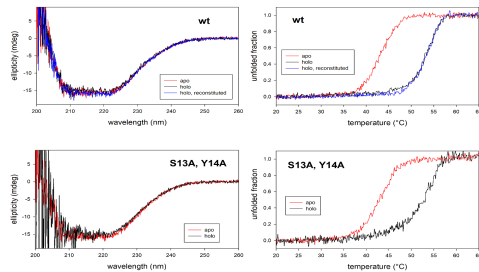 wt
ellipticity (mdeg)
0
-5
-10
-15
apo
holo
holo, reconstituted
200 210 220 230 240 250 260
wavelength (nm)
wt
unfolded fraction
1.0
0.8
0.6
0.4
0.2
0.0
apo
holo
holo, reconstituted
20 25 30 35 40 45 50 55 60 65
temperature (°C)
S13A, Y14A
ellipticity (mdeg)
0
-5
-10
-15
apo
holo
200 210 220 230 240 250 260
wavelength (nm)
S13A, Y14A
unfolded fraction
1.0
0.8
0.6
0.4
0.2
0.0
apo
holo
20 25 30 35 40 45 50 55 60 65
temperature (°C)